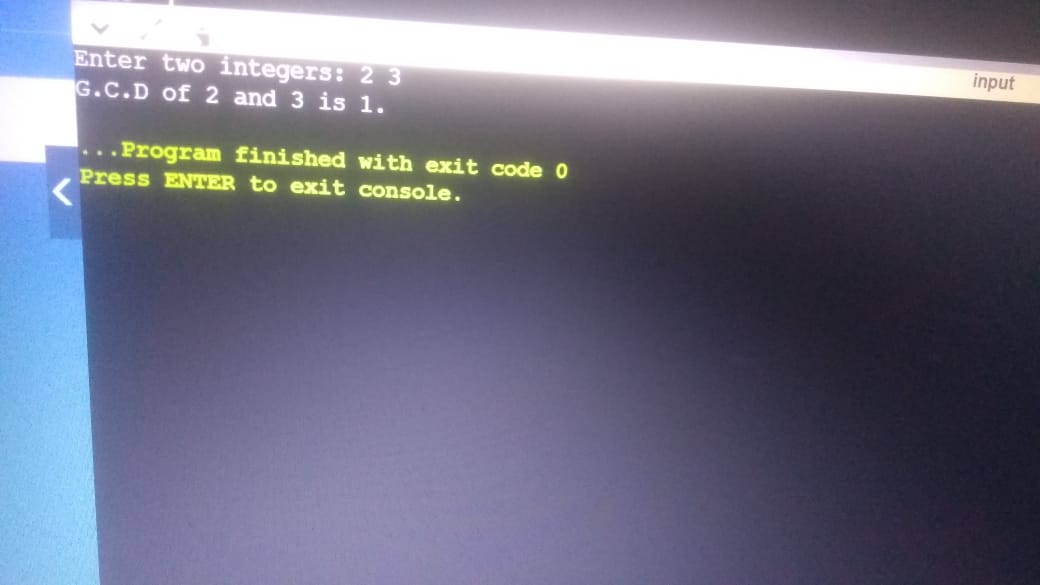 input
Enter two integers: 2 3
G.C.D of 2 and 3 is 1.
...Program finished with exit code 0
Press ENTER to exit console.